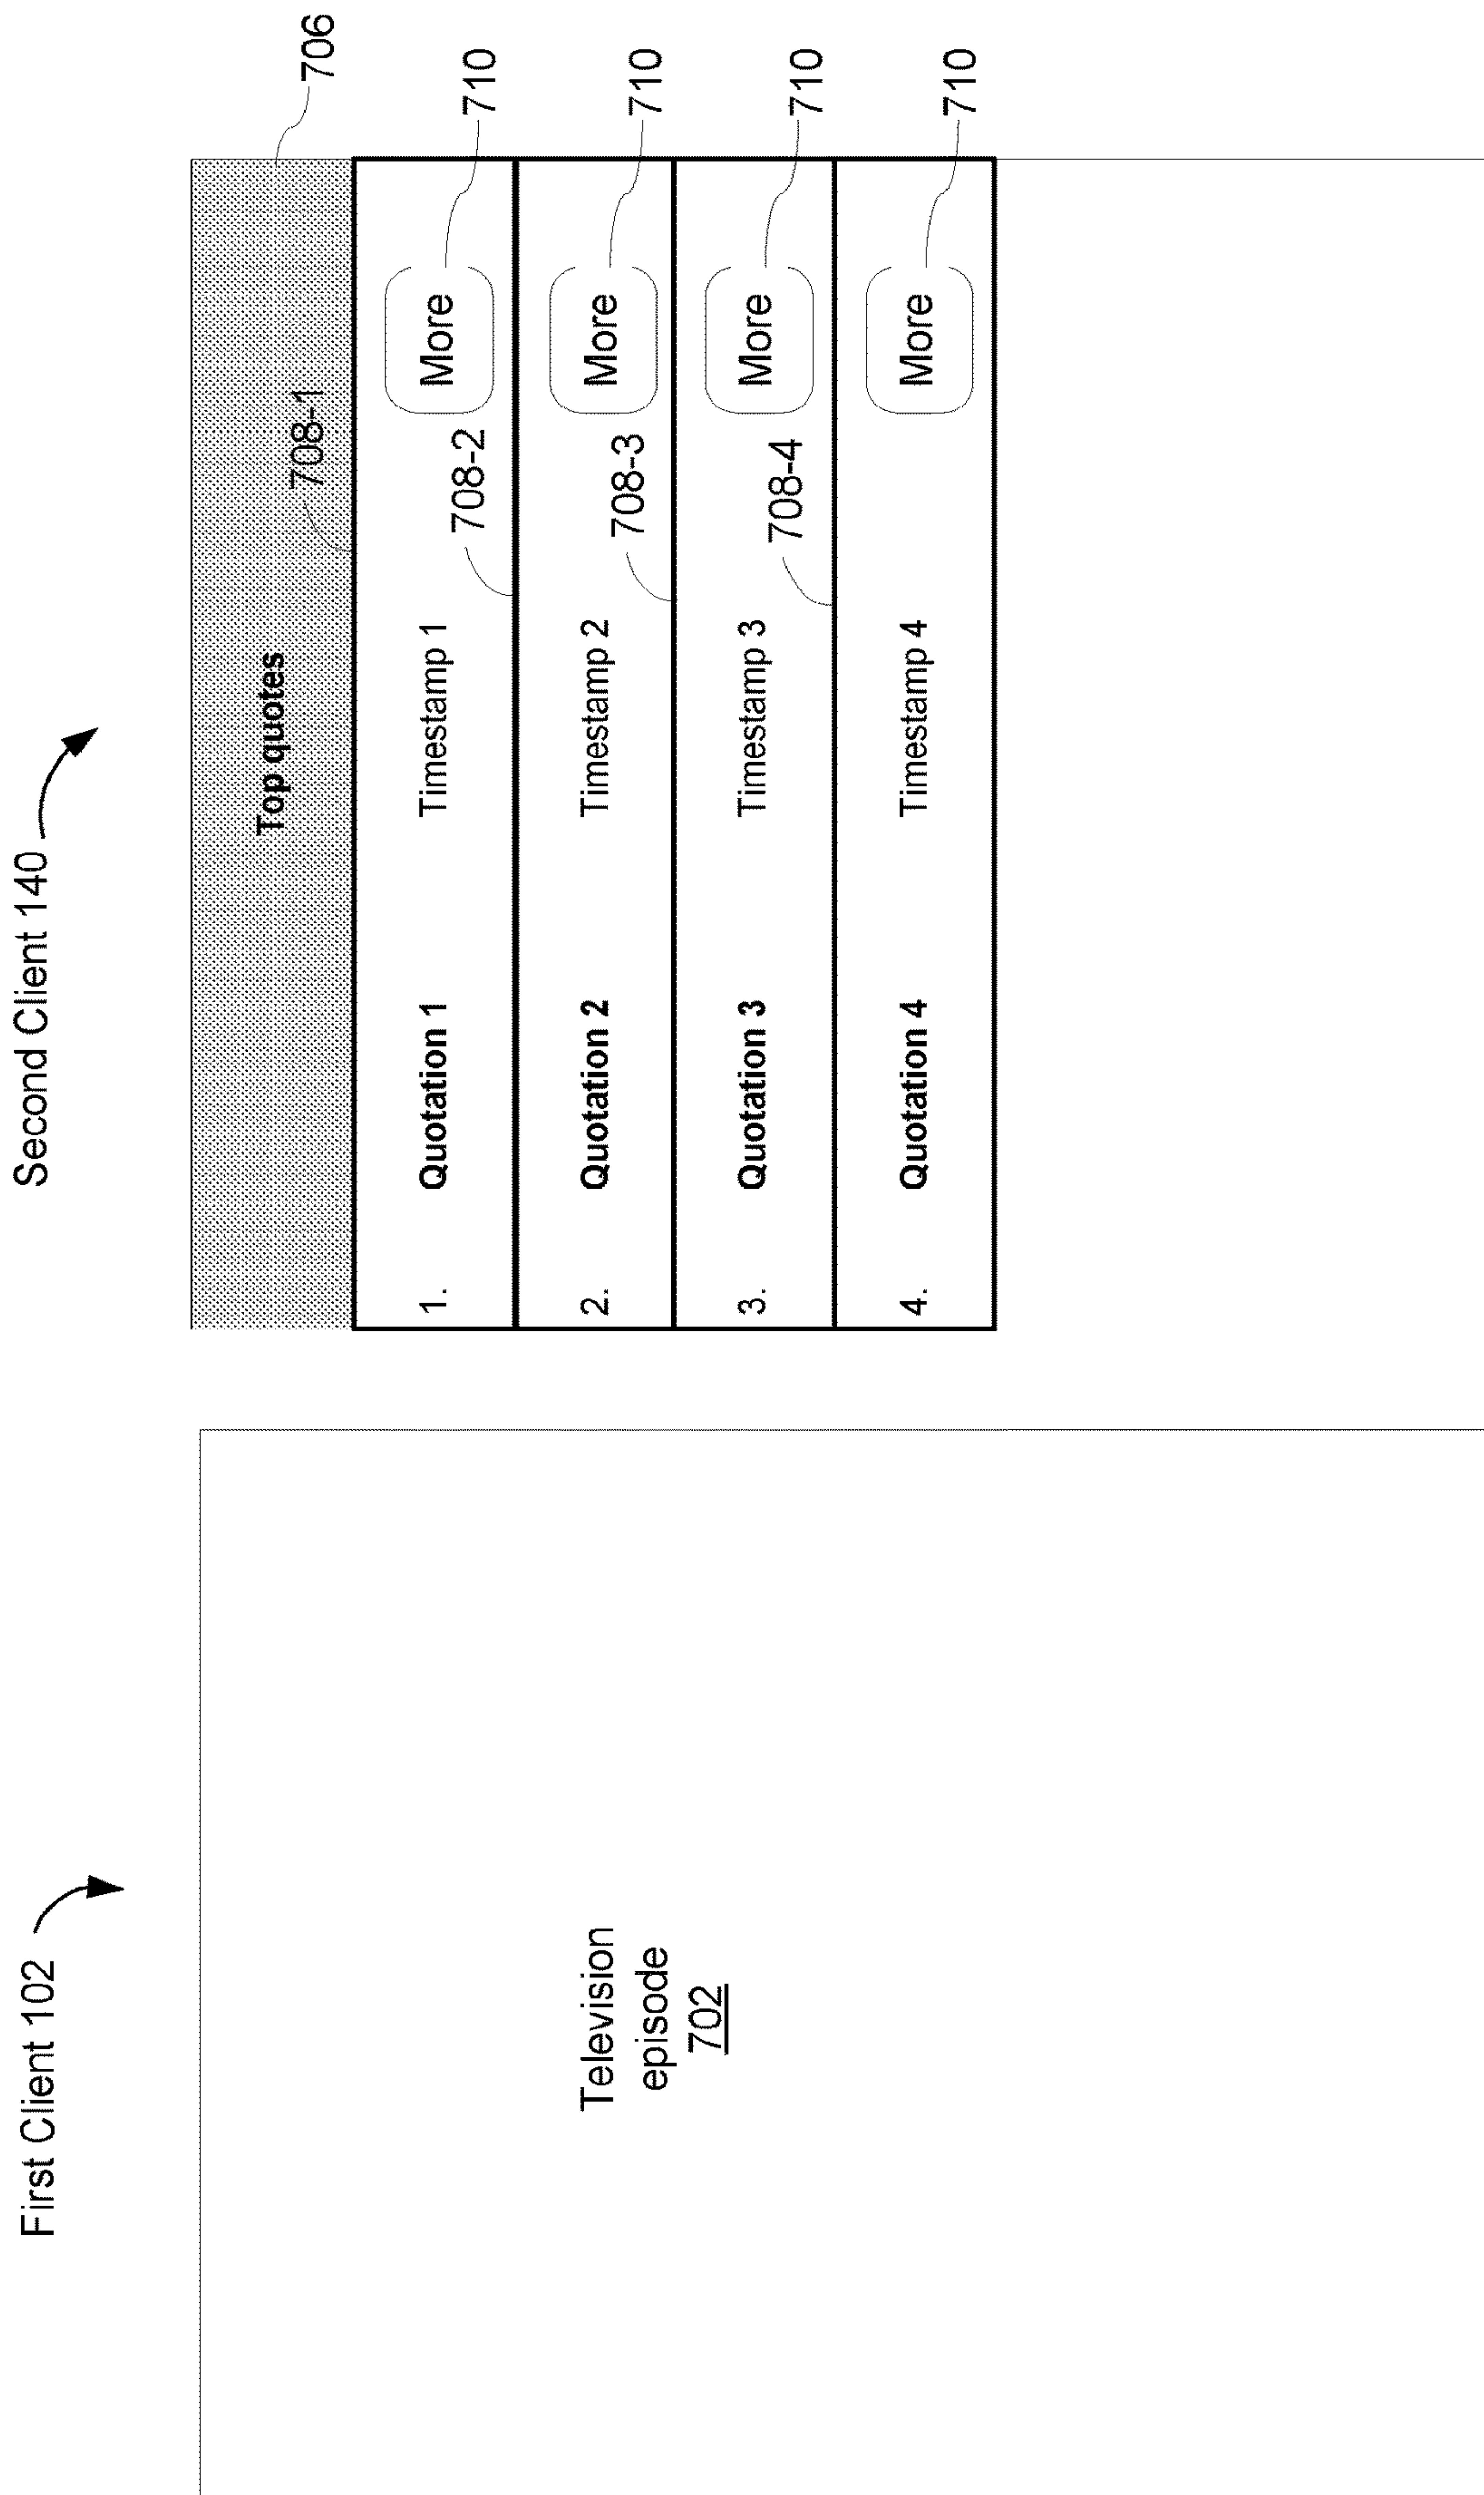 First Client 102
Television
episode
702
Second Client 140
706
Top quotes
708-1
1. Quotation 1 Timestamp 1 More 710
708-2
2. Quotation 2 Timestamp 2 More 710
708-3
3. Quotation 3 Timestamp 3 More 710
708-4
4. Quotation 4 Timestamp 4 More 710